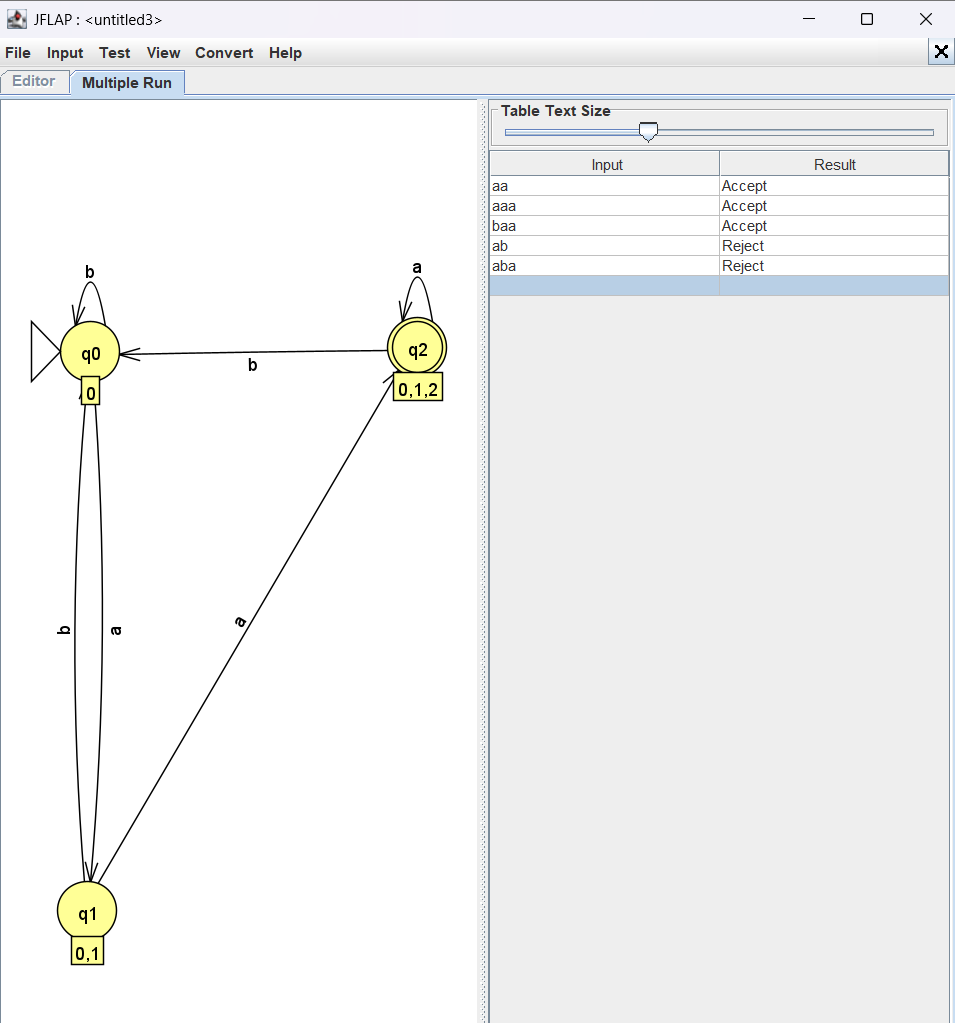 JFLAP : <untitled3>
File Input Test View Convert Help
Editor Multiple Run
Table Text Size
Input Result
aa Accept
aaa Accept
baa Accept
ab Reject
aba Reject
b
a
q0
q2
0
0,1,2
b
b
a
a
q1
0,1